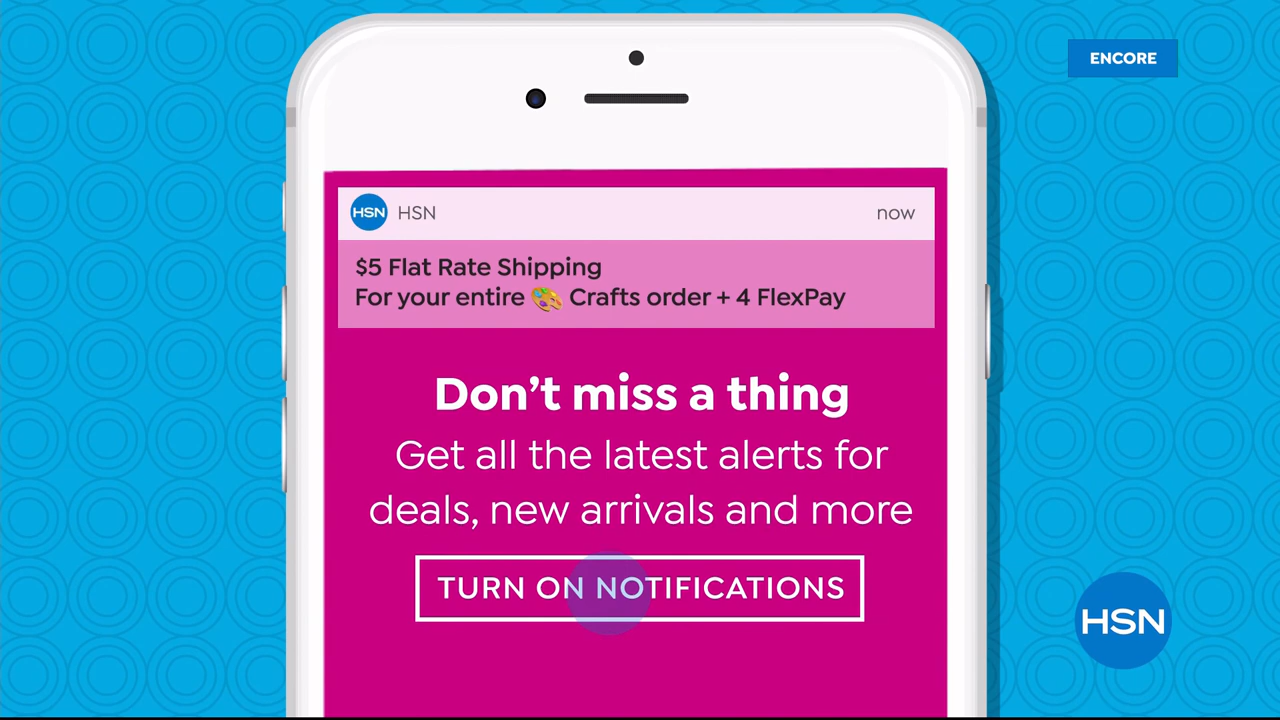 ENCORE
HSN HSN now
$5 Flat Rate Shipping
For your entire 🎨 Crafts order + 4 FlexPay
Don't miss a thing
Get all the latest alerts for
deals, new arrivals and more
TURN ON NOTIFICATIONS
HSN